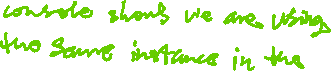 console shows we are using
the same instance in the